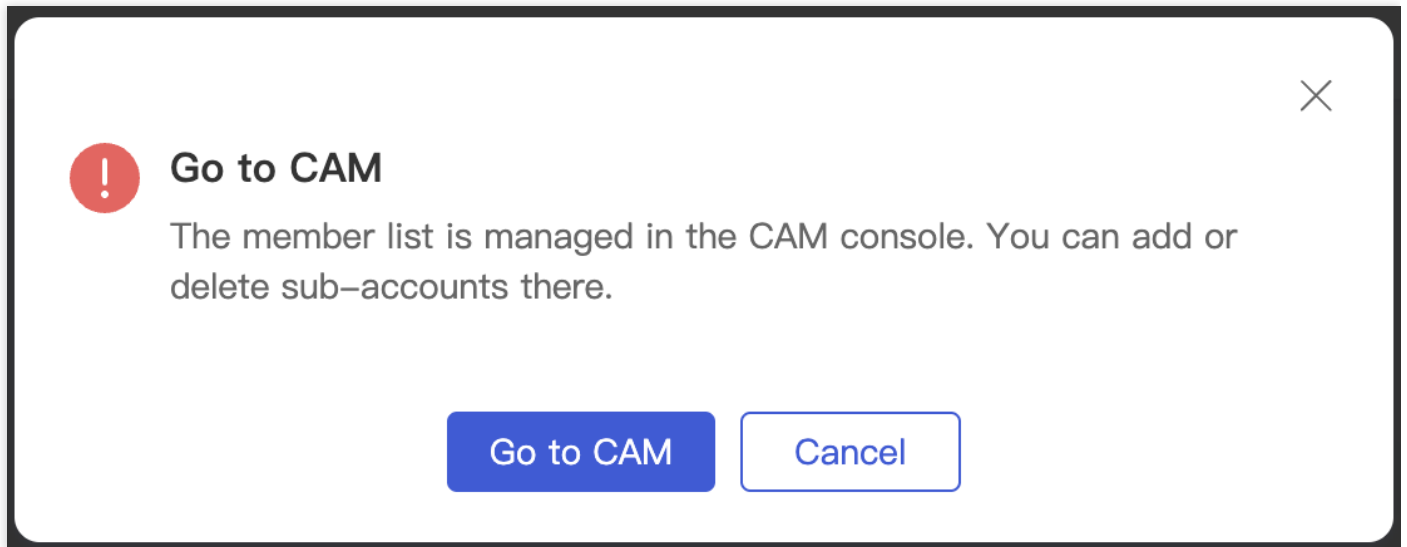 Go to CAM
The member list is managed in the CAM console. You can add or
delete sub–accounts there.
Go to CAM
Cancel